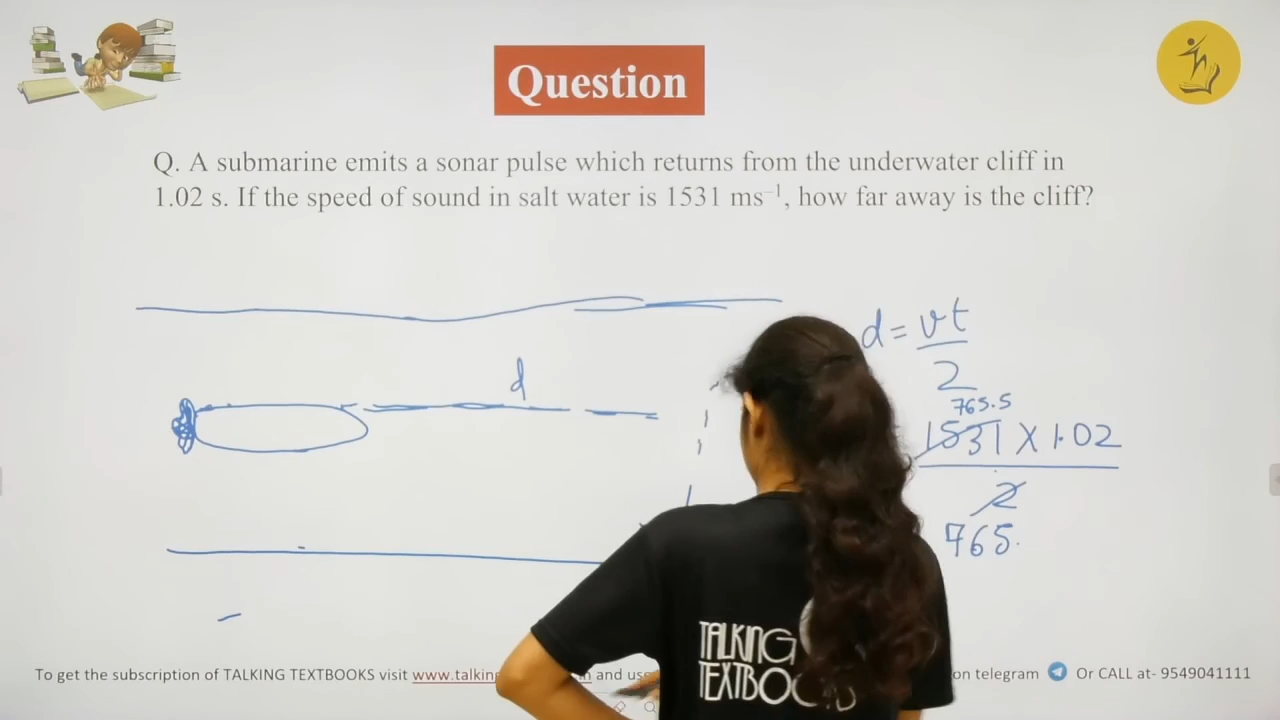 Question
Q. A submarine emits a sonar pulse which returns from the underwater cliff in
1.02 s. If the speed of sound in salt water is 1531 ms⁻¹, how far away is the cliff?
d = vt
2
d
765.5
1531 X 1.02
2
765.
TALKING
To get the subscription of TALKING TEXTBOOKS visit www.talkin in and use on telegram Or CALL at- 9549041111